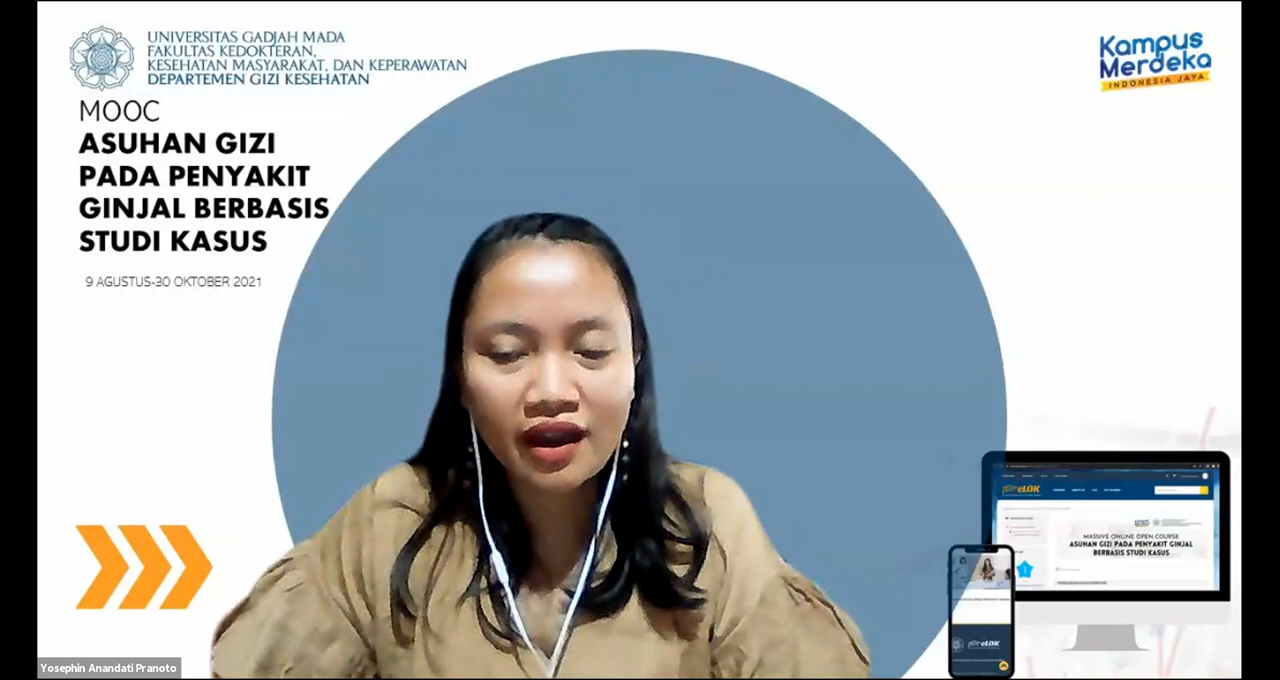 UNIVERSITAS GADJAH MADA
FAKULTAS KEDOKTERAN,
KESEHATAN MASYARAKAT, DAN KEPERAWATAN
DEPARTEMEN GIZI KESEHATAN
Kampus
Merdeka
INDONESIA JAYA
MOOC
ASUHAN GIZI
PADA PENYAKIT
GINJAL BERBASIS
STUDI KASUS
9 AGUSTUS-30 OKTOBER 2021
eLOK
MASSIVE ONLINE OPEN COURSE
ASUHAN GIZI PADA PENYAKIT GINJAL
BERBASIS STUDI KASUS
1
eLOK
Yosephin Anandati Pranoto